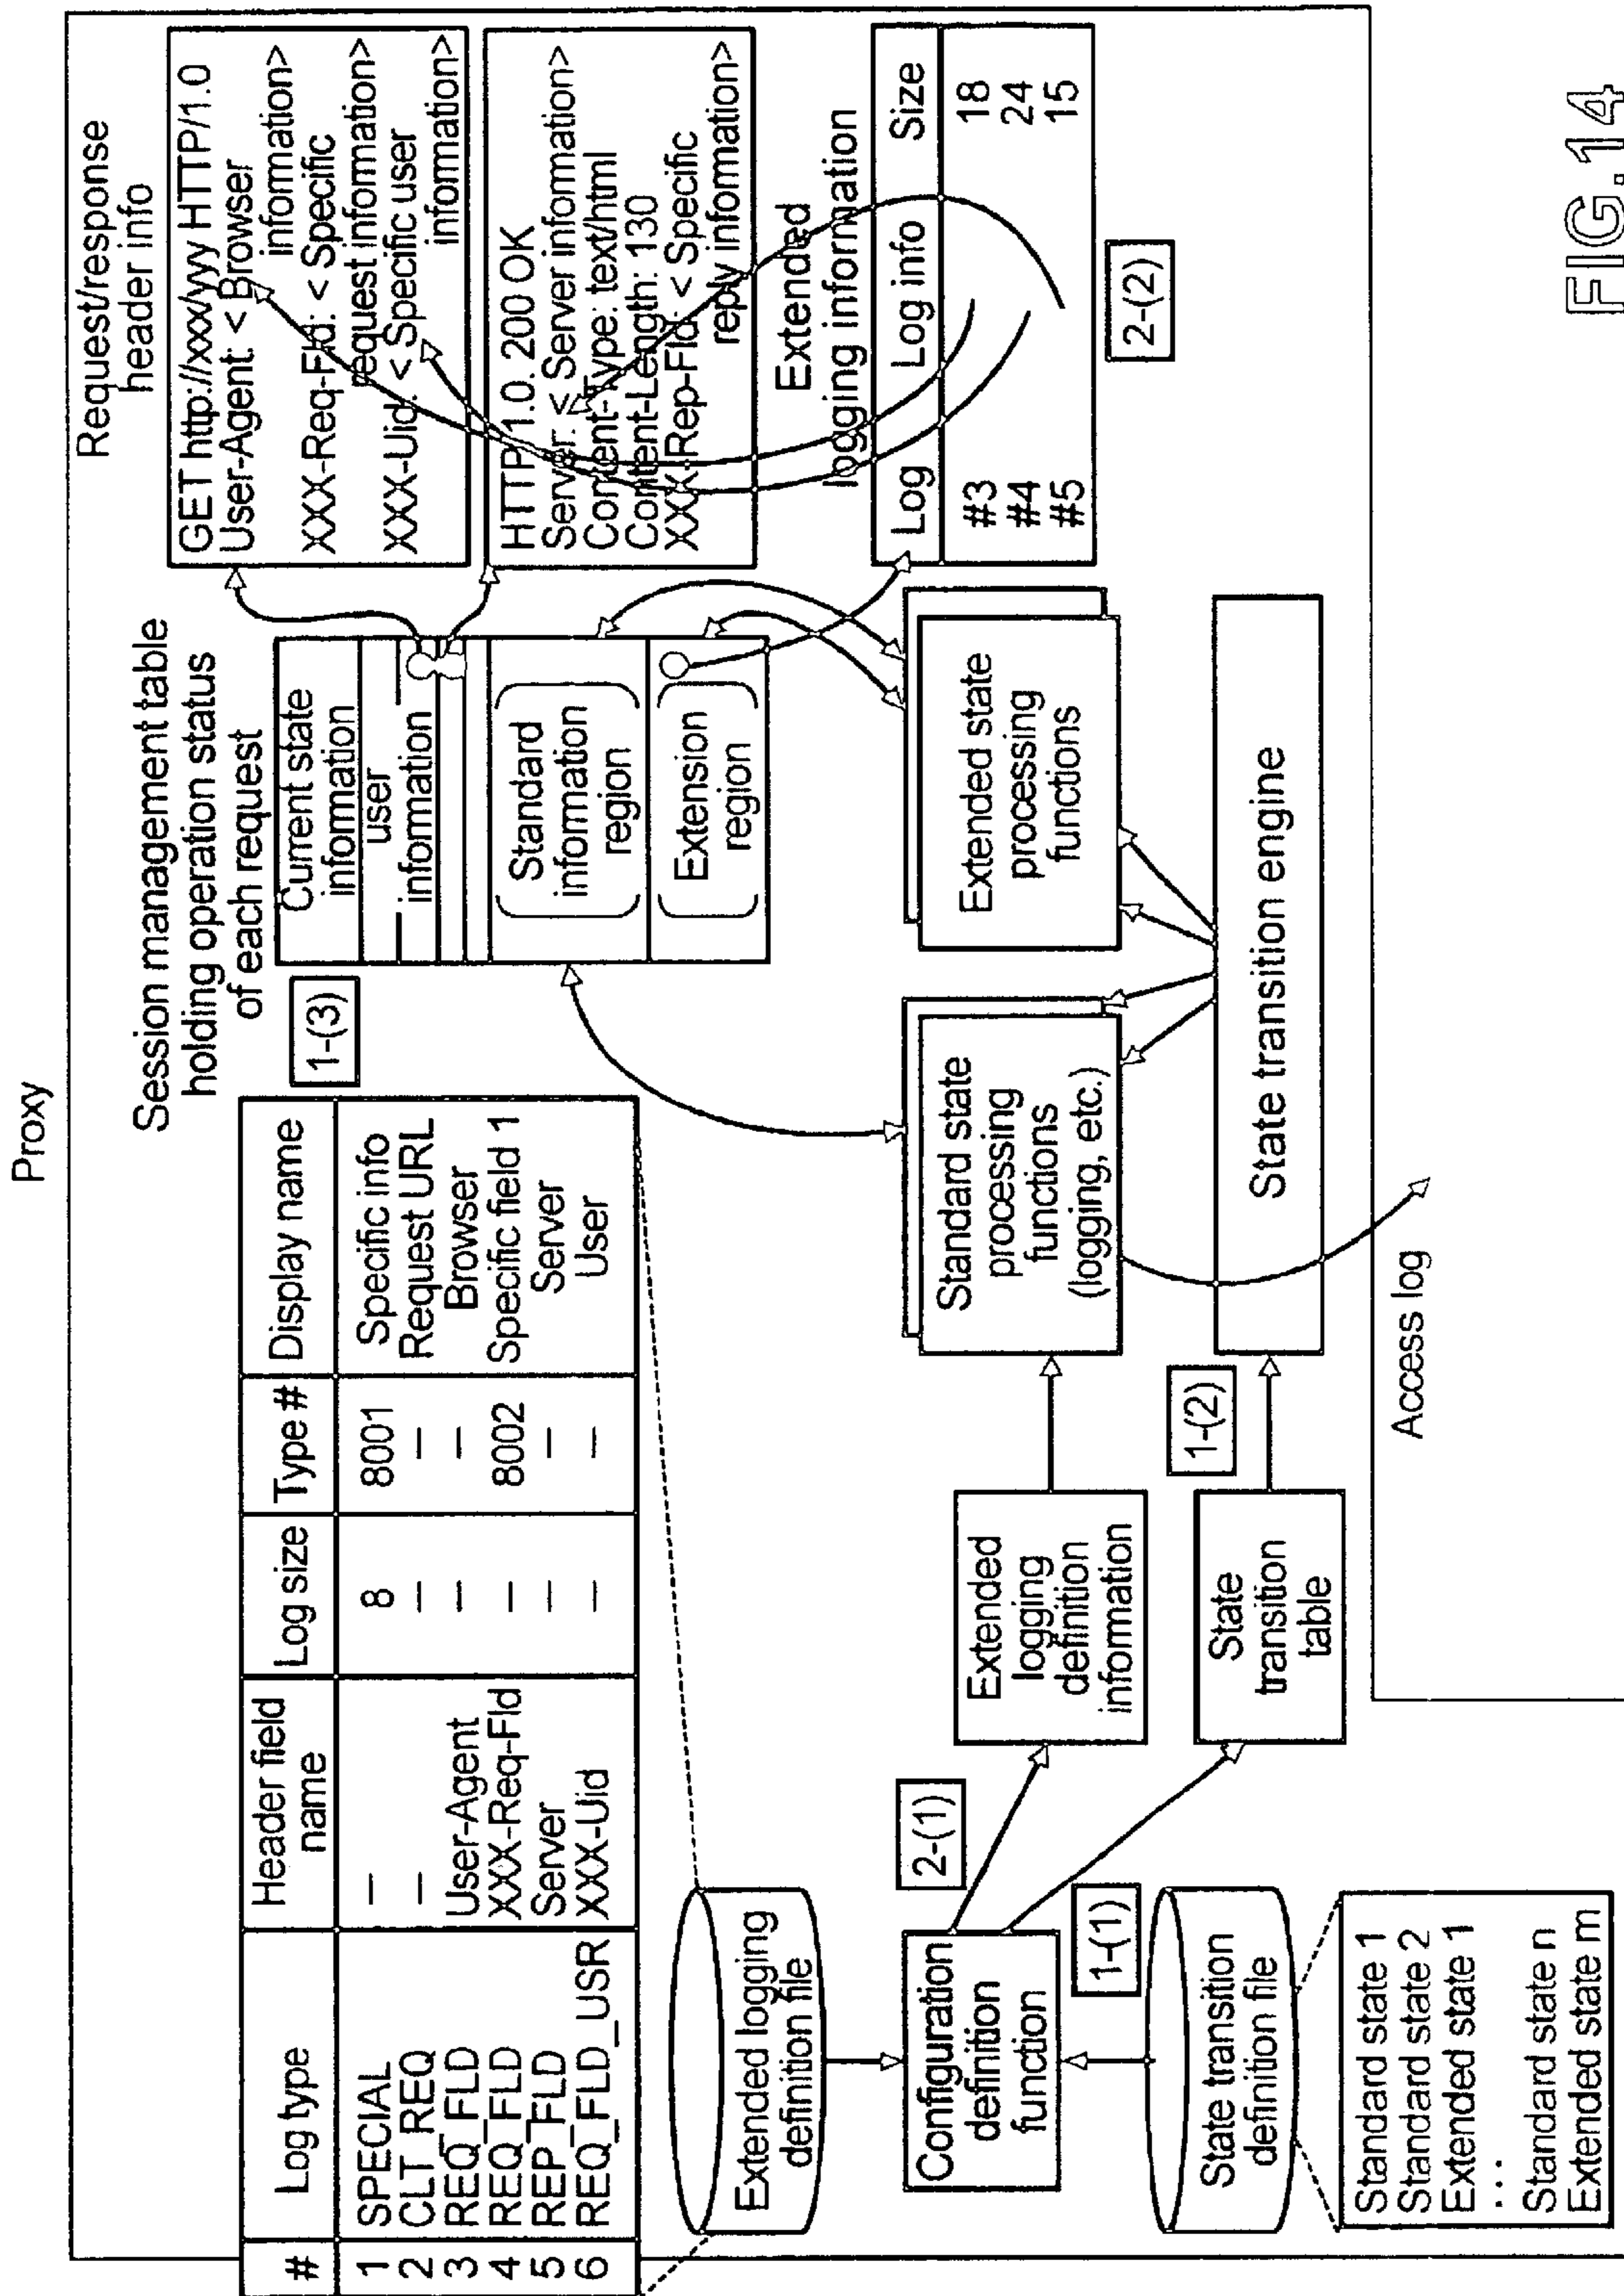 Proxy
# Log type Header field name Log size Type # Display name
1 SPECIAL — 8 8001 Specific info
2 CLT_REQ — — — Request URL
3 REQ_FLD User-Agent — — Browser
4 REQ_FLD XXX-Req-Fld — 8002 Specific field 1
5 REP_FLD Server — — Server
6 REQ_FLD_USR XXX-Uid — — User
Session management table
holding operation status
of each request
1-(3)
Current state
information
user
information
Standard
information
region
Extension
region
Request/response
header info
GET http://xxx/yyy HTTP/1.0
User-Agent: < Browser
information>
XXX-Req-Fld: < Specific
request information>
XXX-Uid: < Specific user
information>
HTTP/1.0. 200 OK
Server: < Server information>
Content-Type: text/html
Content-Length: 130
XXX-Rep-Fld: < Specific
reply information>
Extended
logging information
Log Log info Size
#3 18
#4 24
#5 15
2-(2)
Extended logging
definition file
Configuration
definition
function
2-(1)
1-(1)
State transition
definition file
Standard state 1
Standard state 2
Extended state 1
:
Standard state n
Extended state m
Extended
logging
definition
information
State
transition
table
1-(2)
Standard state
processing
functions
(logging, etc.)
Extended state
processing
functions
State transition engine
Access log
FIG.14